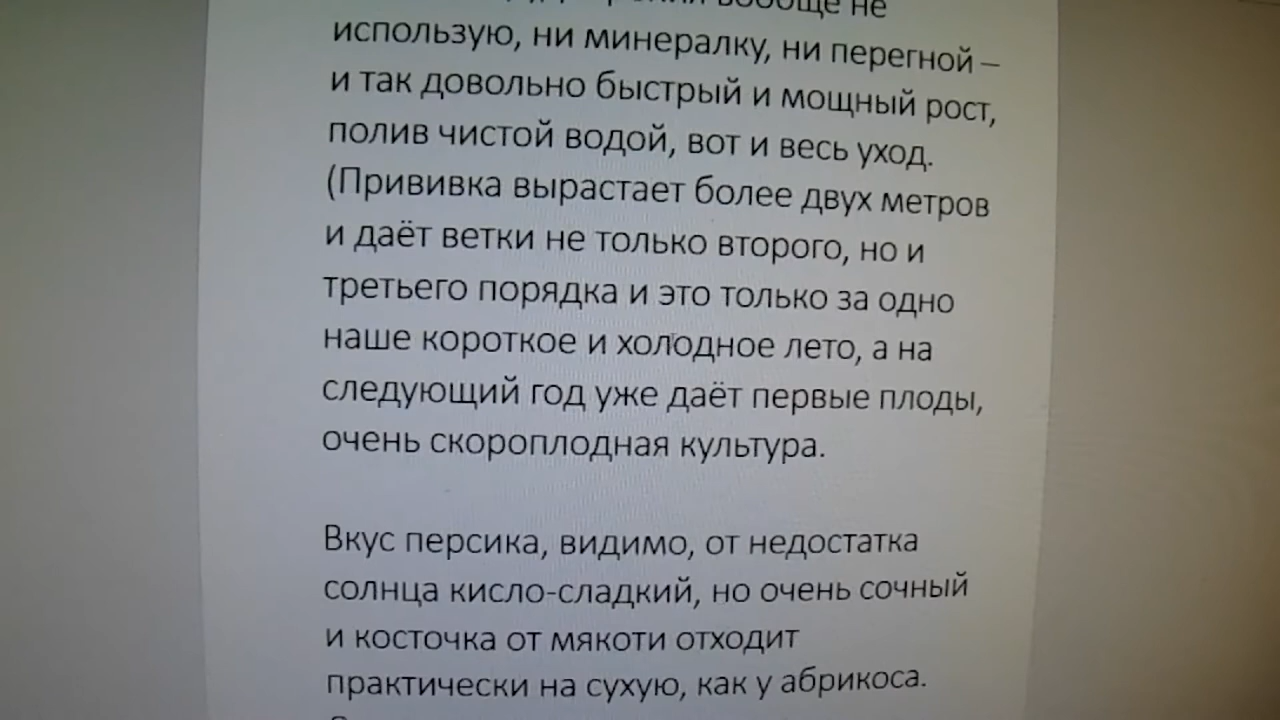 вообще не
использую, ни минералку, ни перегной –
и так довольно быстрый и мощный рост,
полив чистой водой, вот и весь уход.
(Прививка вырастает более двух метров
и даёт ветки не только второго, но и
третьего порядка и это только за одно
наше короткое и холодное лето, а на
следующий год уже даёт первые плоды,
очень скороплодная культура.
Вкус персика, видимо, от недостатка
солнца кисло-сладкий, но очень сочный
и косточка от мякоти отходит
практически на сухую, как у абрикоса.